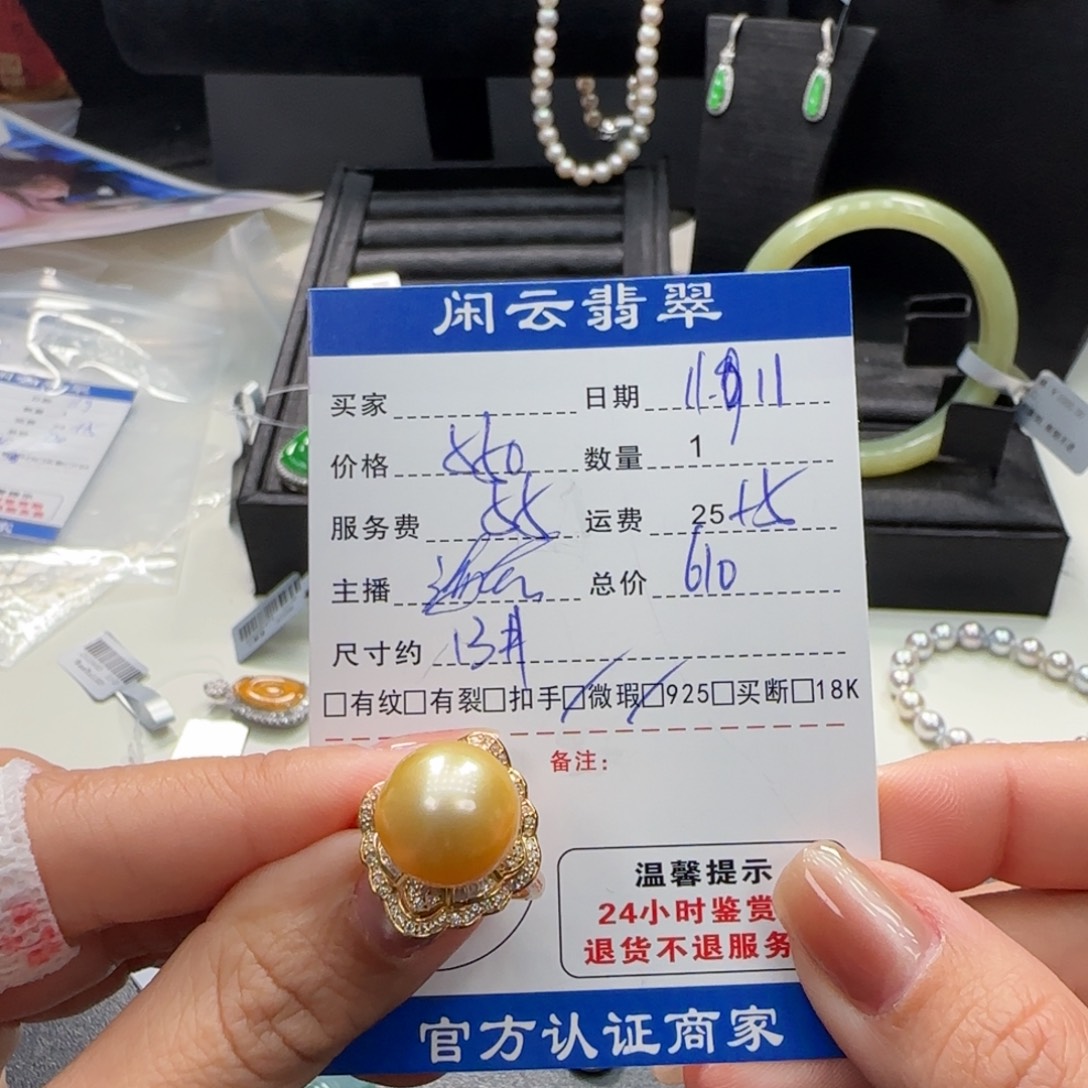 闲云翡翠
买家 日期 11.11
价格 550 数量 1
服务费 55 运费 25+5
主播 总价 610
尺寸约 13#
□有纹□有裂□扣手☑微瑕☑925□买断□18K
备注：
温馨提示
24小时鉴赏
退货不退服务
官方认证商家